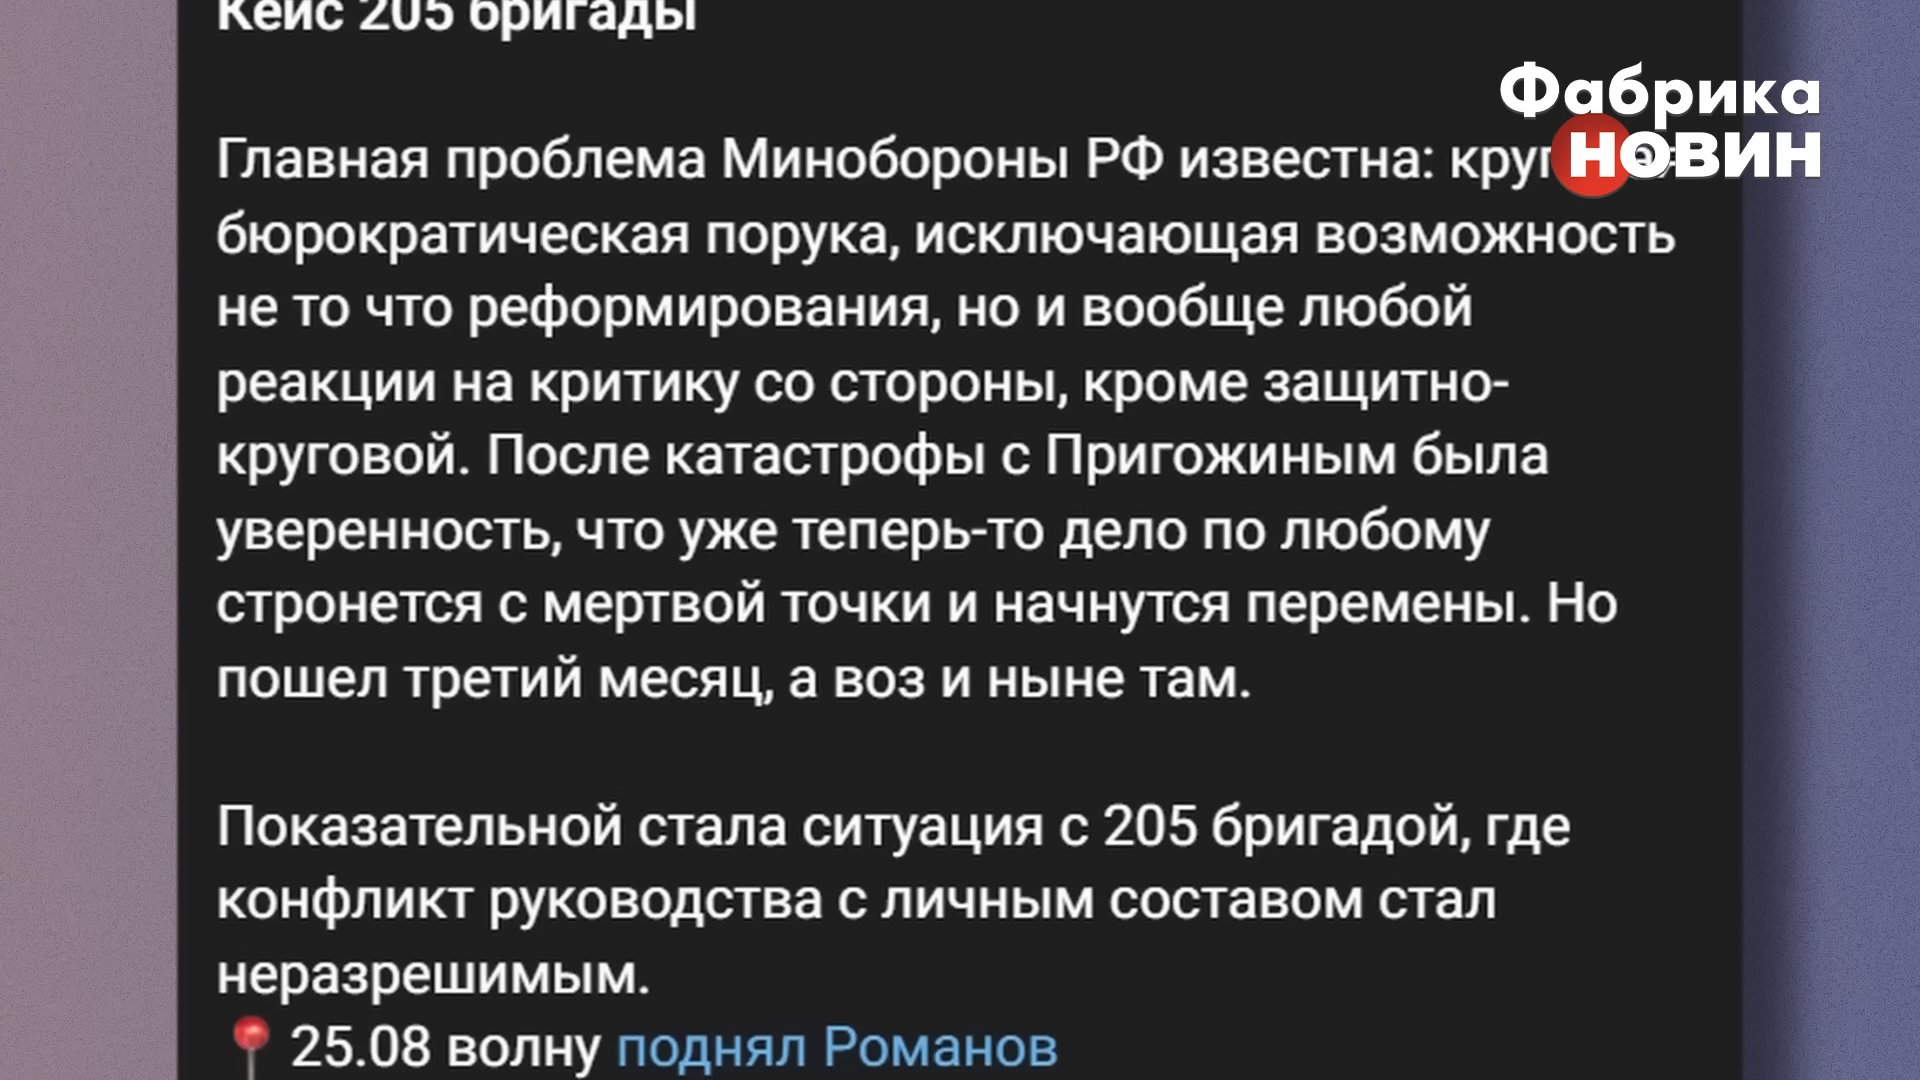 Кейс 205 бригады
Фабрика
новин
Главная проблема Минобороны РФ известна:
бюрократическая порука, исключающая возможность
не то что реформирования, но и вообще любой
реакции на критику со стороны, кроме защитно-
круговой. После катастрофы с Пригожиным была
уверенность, что уже теперь-то дело по любому
стронется с мертвой точки и начнутся перемены. Но
пошел третий месяц, а воз и ныне там.
Показательной стала ситуация с 205 бригадой, где
конфликт руководства с личным составом стал
неразрешимым.
25.08 волну поднял Романов